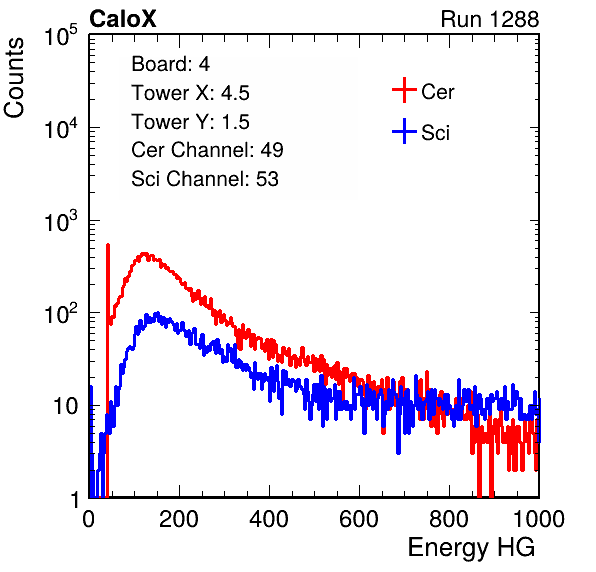 CaloX Run 1288
Counts
10^5
10^4
10^3
10^2
10
1
Board: 4
Tower X: 4.5
Tower Y: 1.5
Cer Channel: 49
Sci Channel: 53
Cer
Sci
0 200 400 600 800 1000
Energy HG